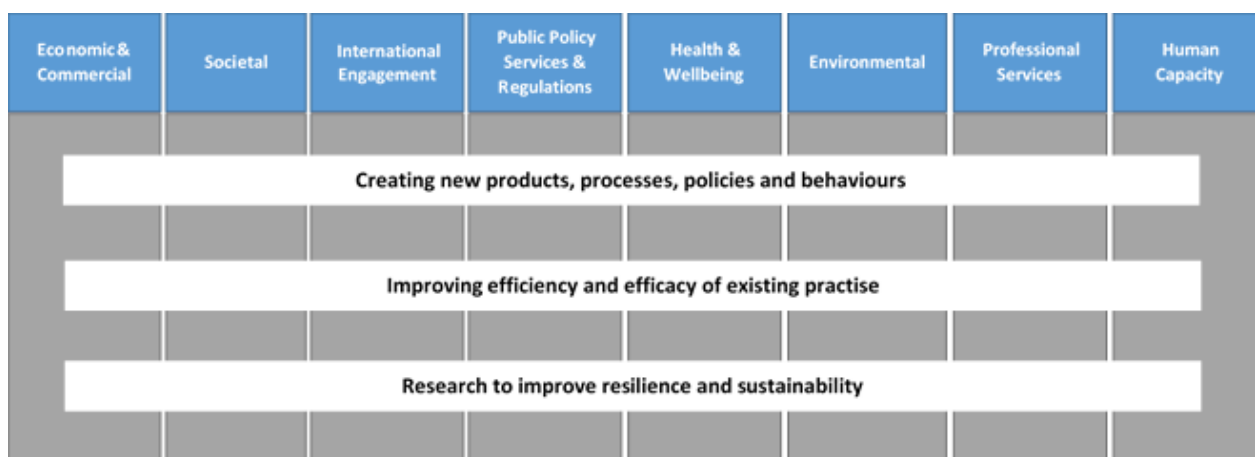 Economic &
Commercial
Societal
International
Engagement
Public Policy
Services &
Regulations
Health &
Wellbeing
Environmental
Professional
Services
Human
Capacity
Creating new products, processes, policies and behaviours
Improving efficiency and efficacy of existing practise
Research to improve resilience and sustainability